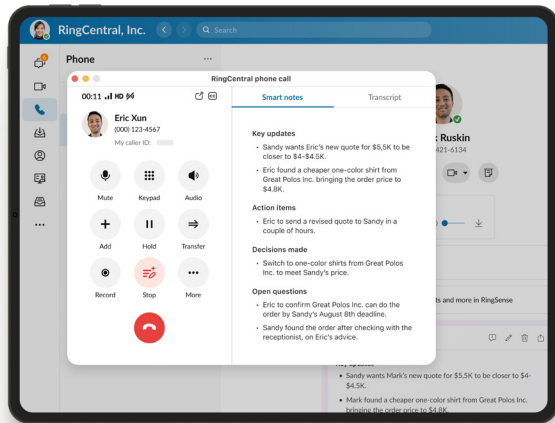 RingCentral, Inc.
Search
Phone
RingCentral phone call
00:11
HD
Eric Xun
(000) 123-4567
My caller ID:
Mute
Keypad
Audio
Add
Hold
Transfer
Record
Stop
More
Smart notes
Transcript
Key updates
• Sandy wants Eric's new quote for $5,5K to be
closer to $4-$4.5K.
• Eric found a cheaper one-color shirt from
Great Polos Inc. bringing the order price to
$4.8K.
Action items
• Eric to send a revised quote to Sandy in a
couple of hours.
Decisions made
• Switch to one-color shirts from Great Polos
Inc. to meet Sandy's price.
Open questions
• Eric to confirm Great Polos Inc. can do the
order by Sandy's August 8th deadline.
• Sandy found the order after checking with the
receptionist, on Eric's advice.
k Ruskin
421-6134
ts and more in RingSense
• Sandy wants Mark's new quote for $5,5K to be closer to $4-
$4.5K.
• Mark found a cheaper one-color shirt from Great Polos Inc.
bringing the order price to $4.8K.